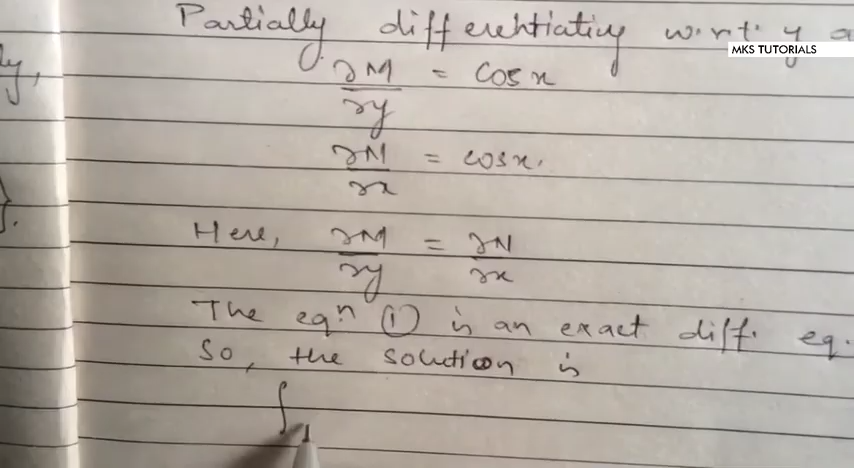 Partially differentiating w.r.t. y a
MKS TUTORIALS
ly,
∂M/∂y = Cos x
∂M/∂x = cos x.
Here, ∂M/∂y = ∂N/∂x
The eqn (1) is an exact diff. eq.
So, the solution is
∫